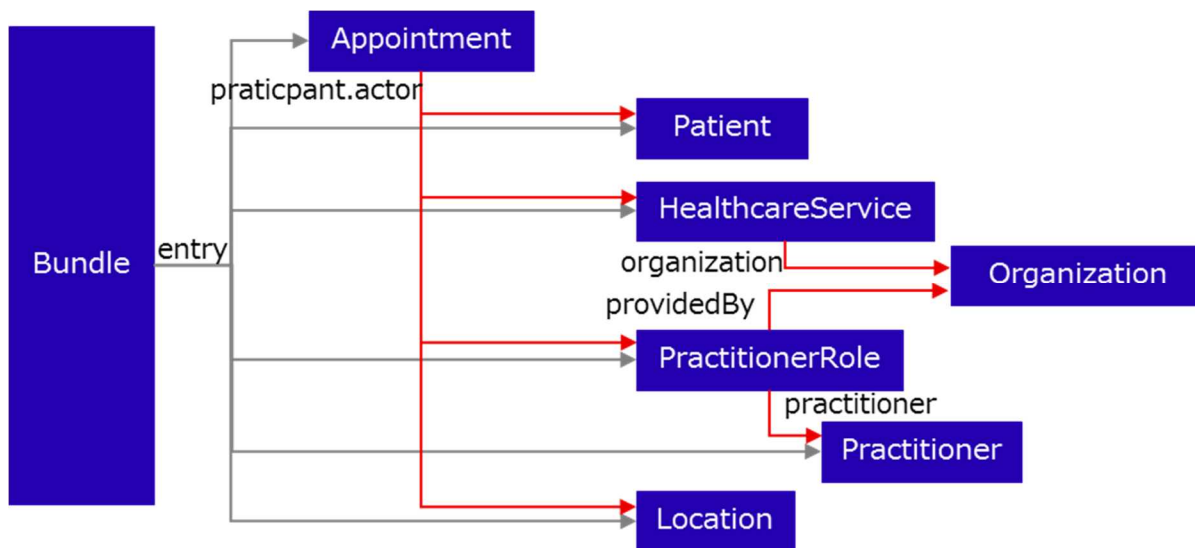 Appointment
praticpant.actor
Patient
HealthcareService
Bundle
entry
organization
Organization
providedBy
PractitionerRole
practitioner
Practitioner
Location